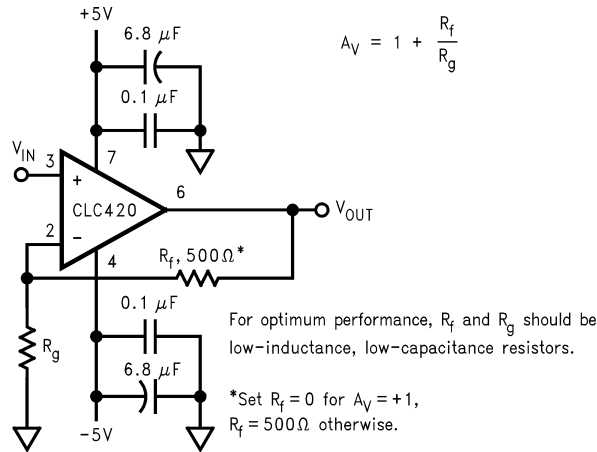 +5V
6.8 μF
A_V = 1 + R_f / R_g
0.1 μF
V_IN
3
7
+
6
CLC420
V_OUT
2
−
4
R_f, 500Ω*
0.1 μF
For optimum performance, R_f and R_g should be
low-inductance, low-capacitance resistors.
R_g
6.8 μF
*Set R_f = 0 for A_V = +1,
R_f = 500Ω otherwise.
−5V